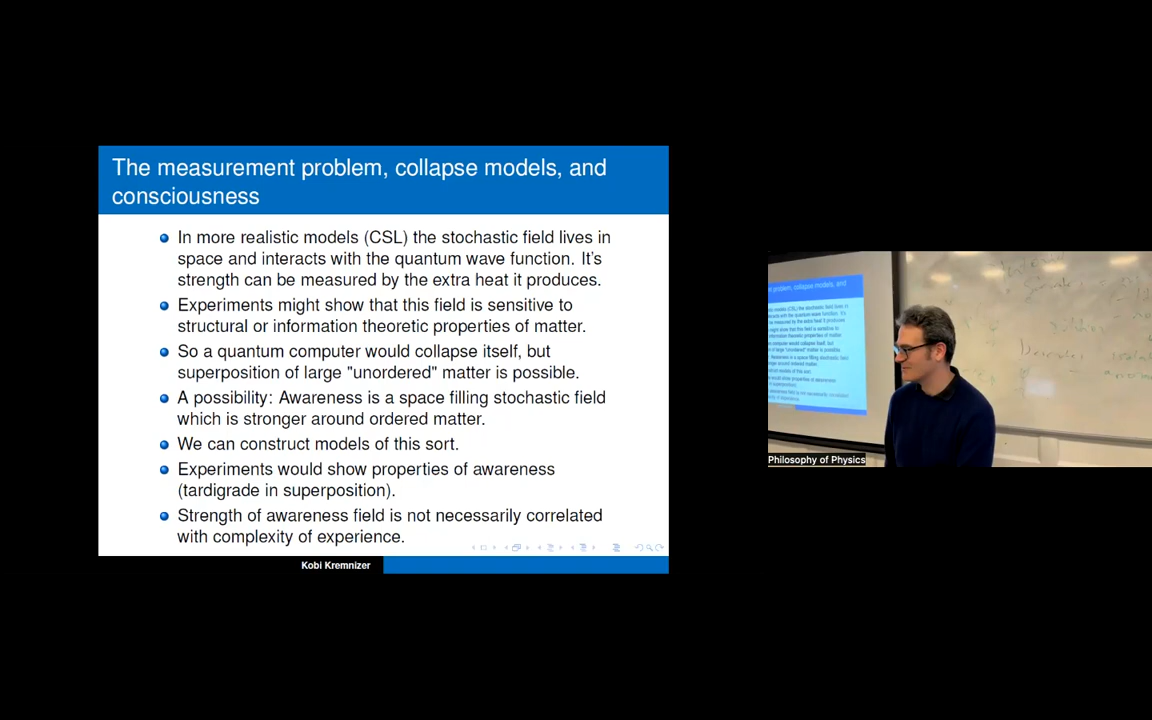 The measurement problem, collapse models, and
consciousness
In more realistic models (CSL) the stochastic field lives in
space and interacts with the quantum wave function. It's
strength can be measured by the extra heat it produces.
Experiments might show that this field is sensitive to
structural or information theoretic properties of matter.
So a quantum computer would collapse itself, but
superposition of large "unordered" matter is possible.
A possibility: Awareness is a space filling stochastic field
which is stronger around ordered matter.
We can construct models of this sort.
Experiments would show properties of awareness
(tardigrade in superposition).
Strength of awareness field is not necessarily correlated
with complexity of experience.
Kobi Kremnizer
Philosophy of Physics